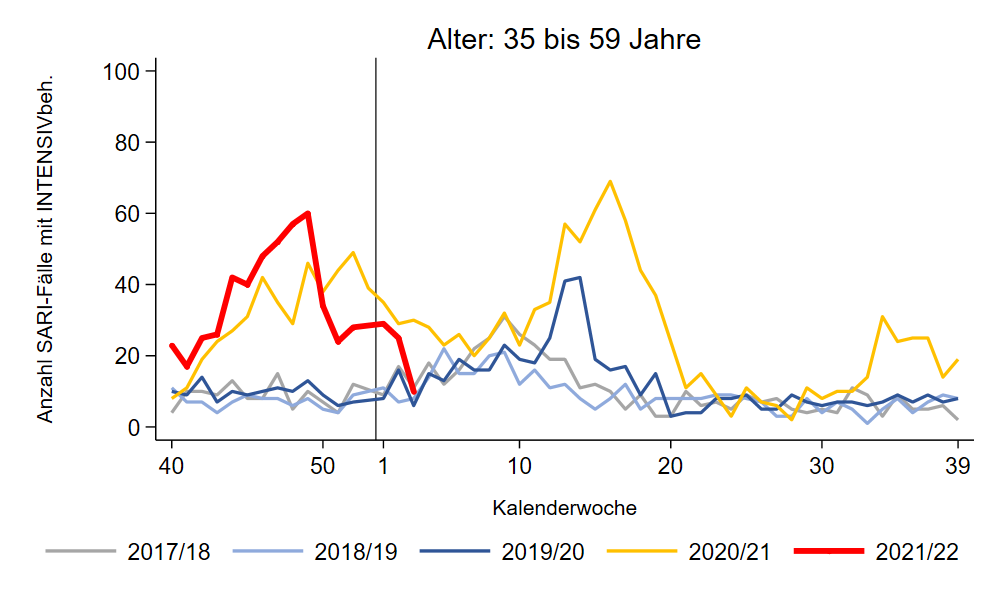 Alter: 35 bis 59 Jahre
Anzahl SARI-Fälle mit INTENSIVbeh.
100
80
60
40
20
0
40 50 1 10 20 30 39
Kalenderwoche
2017/18 2018/19 2019/20 2020/21 2021/22